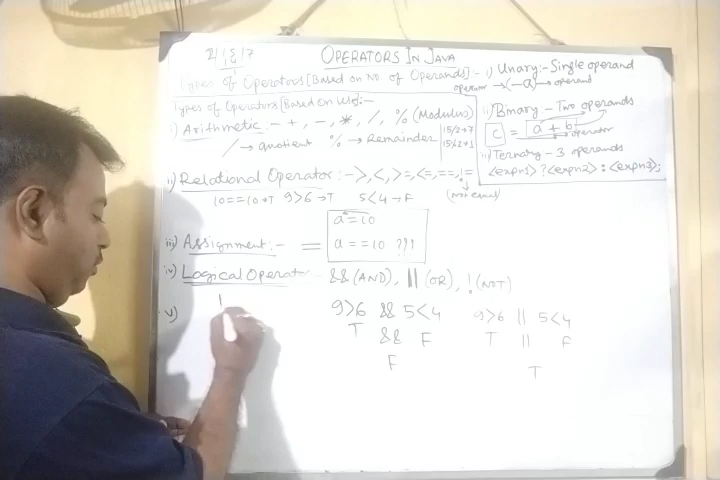 2/1/8/17
OPERATORS IN JAVA
Types of Operators [Based on No of Operands] - i) Unary:- Single operand
operator → (-a) → operand
ii) Binary - Two operands
c = a + b operator
iii) Ternary - 3 operands
<expn1> ? <expn2> : <expn3>;
Types of Operators [Based on Use]:-
i) Arithmetic:- +, -, *, /, % (Modulus)
/ → Quotient % → Remainder
15/2→7
15%2→1
ii) Relational Operator:- >, <, >=, <=, ==, !=
(not equal)
10==10→T 9>6→T 5<4→F
iii) Assignment:- =
a=10
a==10 ???
iv) Logical Operat - && (AND), || (OR), ! (NOT)
9>6 && 5<4
T && F
F
9>6 || 5<4
T || F
T
v)